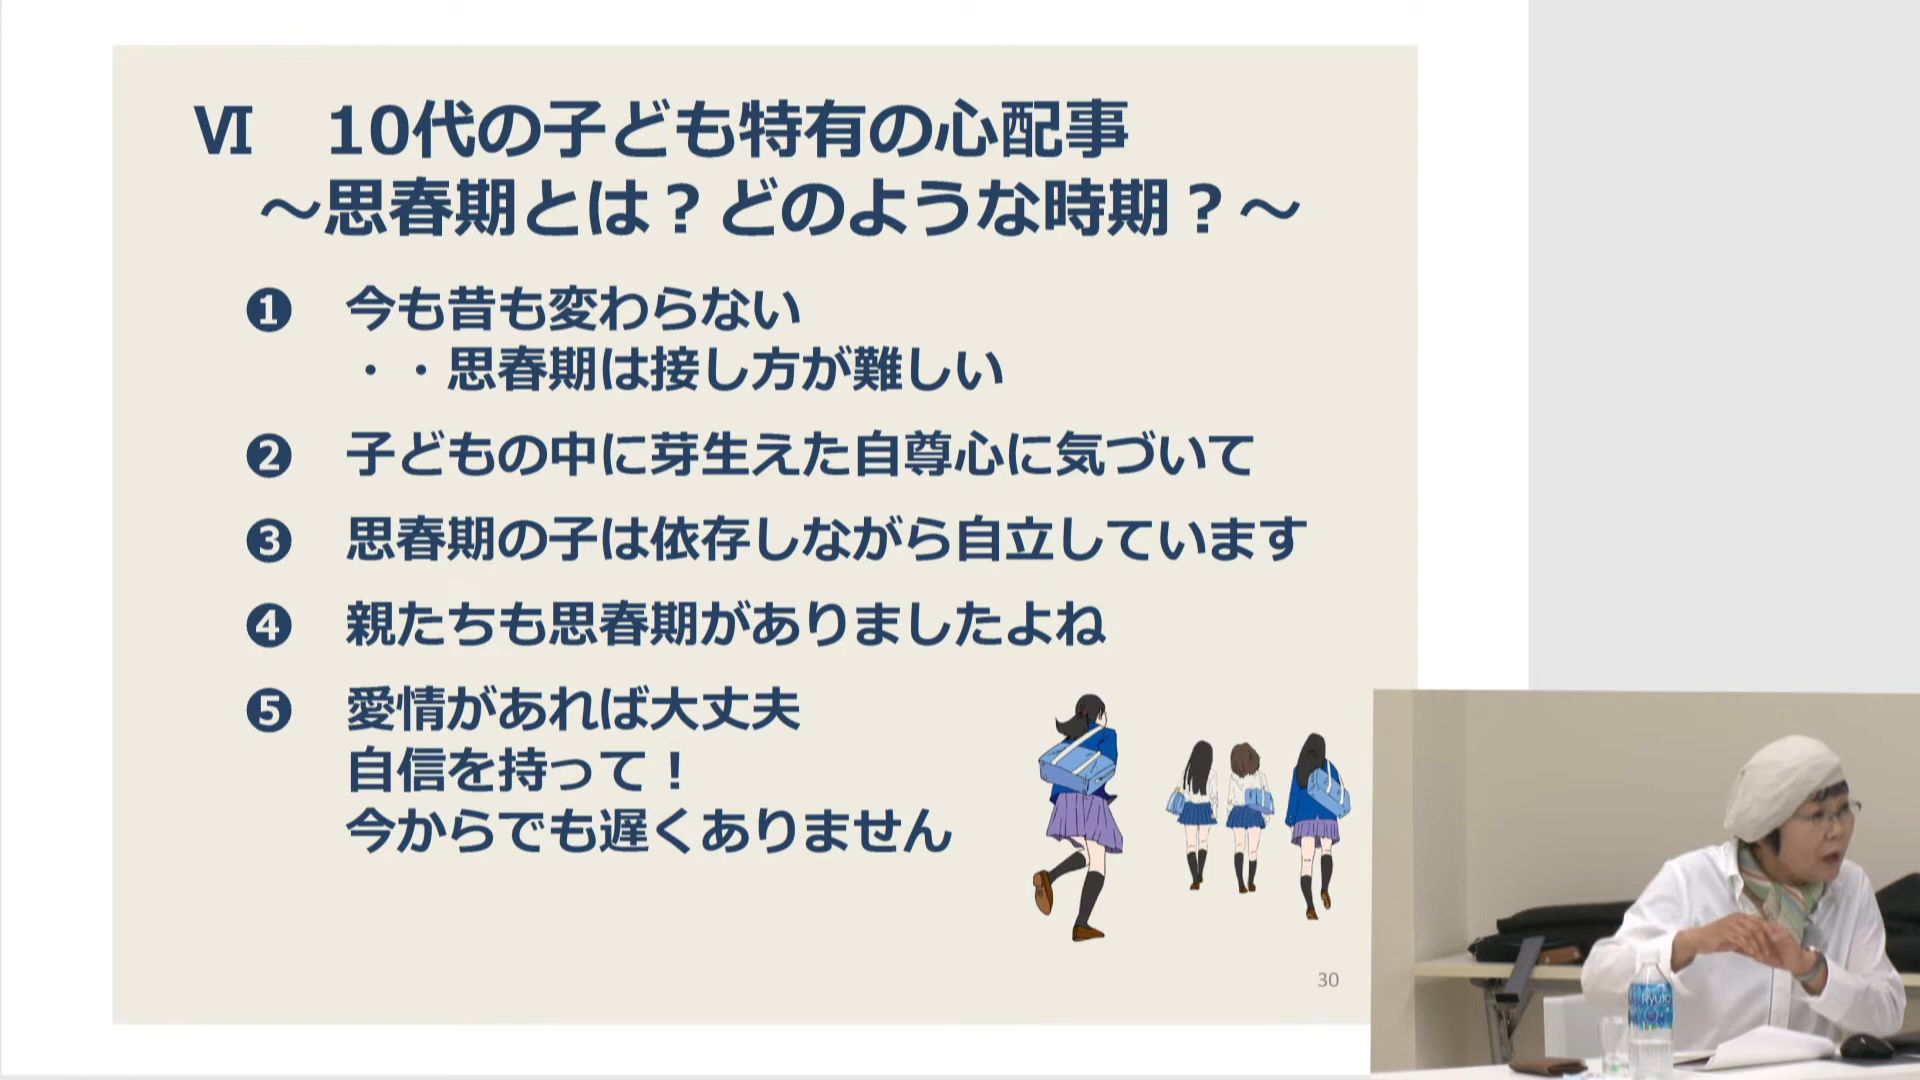 Ⅵ　10代の子ども特有の心配事
～思春期とは？どのような時期？～
❶　今も昔も変わらない
・・思春期は接し方が難しい
❷　子どもの中に芽生えた自尊心に気づいて
❸　思春期の子は依存しながら自立しています
❹　親たちも思春期がありましたよね
❺　愛情があれば大丈夫
自信を持って！
今からでも遅くありません
30